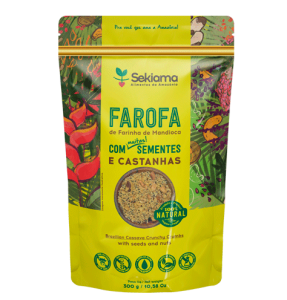 Pra você que ama a Amazônia!
Sekiama
Alimentos da Amazônia
FAROFA
de Farinha de Mandioca
COM muitas! SEMENTES
E CASTANHAS
100%
NATURAL
Brazilian Cassava Crunchy Crumbs
with seeds and nuts
300 g / 10,58 Oz